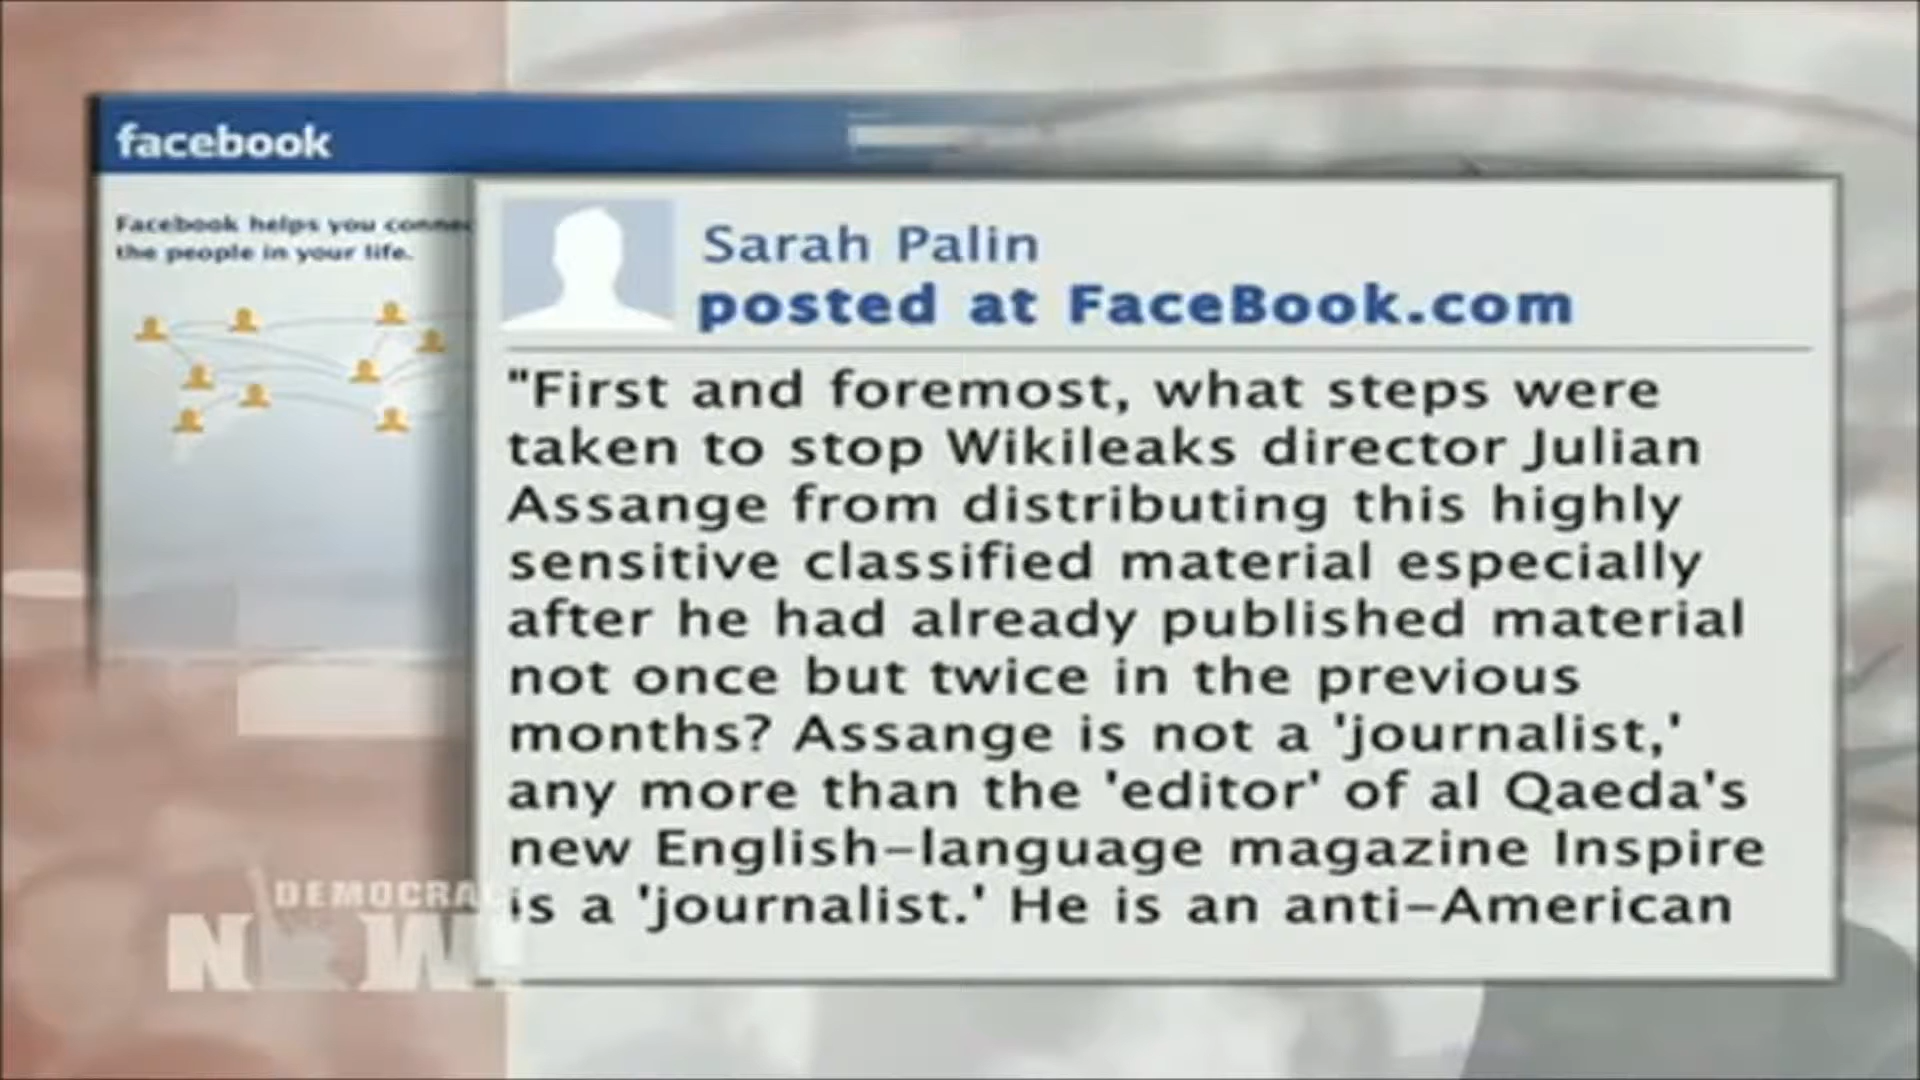 facebook
Facebook helps you connec
the people in your life.
Sarah Palin
posted at FaceBook.com
"First and foremost, what steps were
taken to stop Wikileaks director Julian
Assange from distributing this highly
sensitive classified material especially
after he had already published material
not once but twice in the previous
months? Assange is not a 'journalist,'
any more than the 'editor' of al Qaeda's
new English-language magazine Inspire
is a 'journalist.' He is an anti-American
DEMOCRA
NOW!